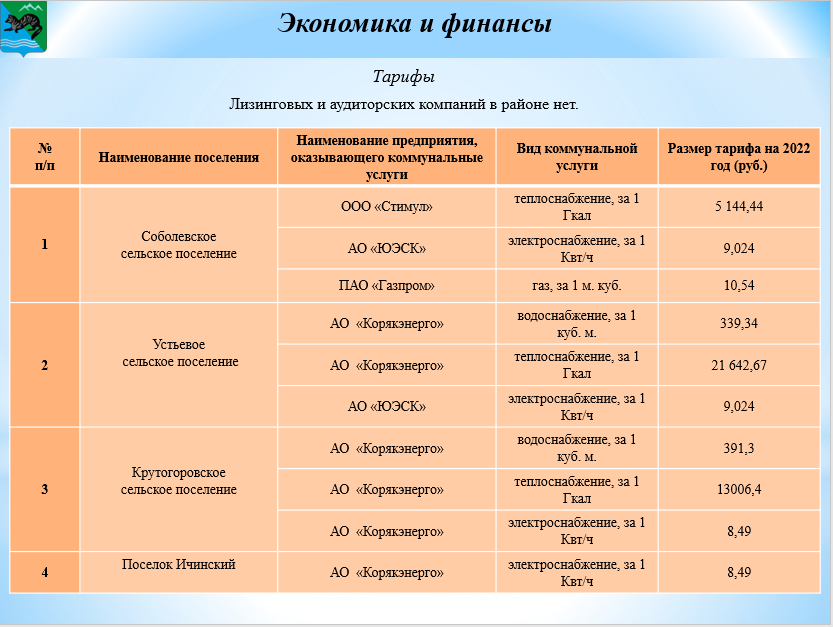 Экономика и финансы
Тарифы
Лизинговых и аудиторских компаний в районе нет.
№
п/п
Наименование поселения
Наименование предприятия,
оказывающего коммунальные
услуги
Вид коммунальной
услуги
Размер тарифа на 2022
год (руб.)
1
Соболевское
сельское поселение
ООО «Стимул»
теплоснабжение, за 1
Гкал
5 144,44
АО «ЮЭСК»
электроснабжение, за 1
Квт/ч
9,024
ПАО «Газпром»
газ, за 1 м. куб.
10,54
2
Устьевое
сельское поселение
АО «Корякэнерго»
водоснабжение, за 1
куб. м.
339,34
АО «Корякэнерго»
теплоснабжение, за 1
Гкал
21 642,67
АО «ЮЭСК»
электроснабжение, за 1
Квт/ч
9,024
3
Крутогоровское
сельское поселение
АО «Корякэнерго»
водоснабжение, за 1
куб. м.
391,3
АО «Корякэнерго»
теплоснабжение, за 1
Гкал
13006,4
АО «Корякэнерго»
электроснабжение, за 1
Квт/ч
8,49
4
Поселок Ичинский
АО «Корякэнерго»
электроснабжение, за 1
Квт/ч
8,49